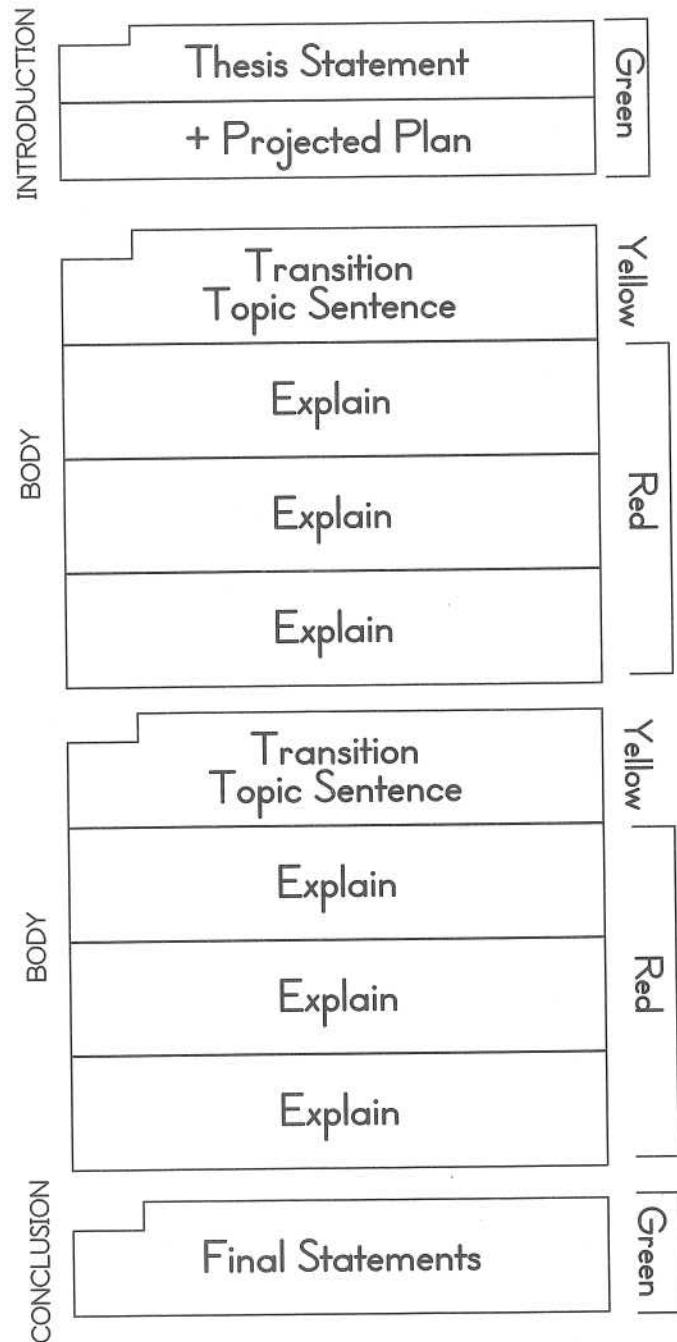 INTRODUCTION
Thesis Statement
+ Projected Plan
Green
BODY
Transition
Topic Sentence
Yellow
Explain
Explain
Explain
Red
BODY
Transition
Topic Sentence
Yellow
Explain
Explain
Explain
Red
CONCLUSION
Final Statements
Green